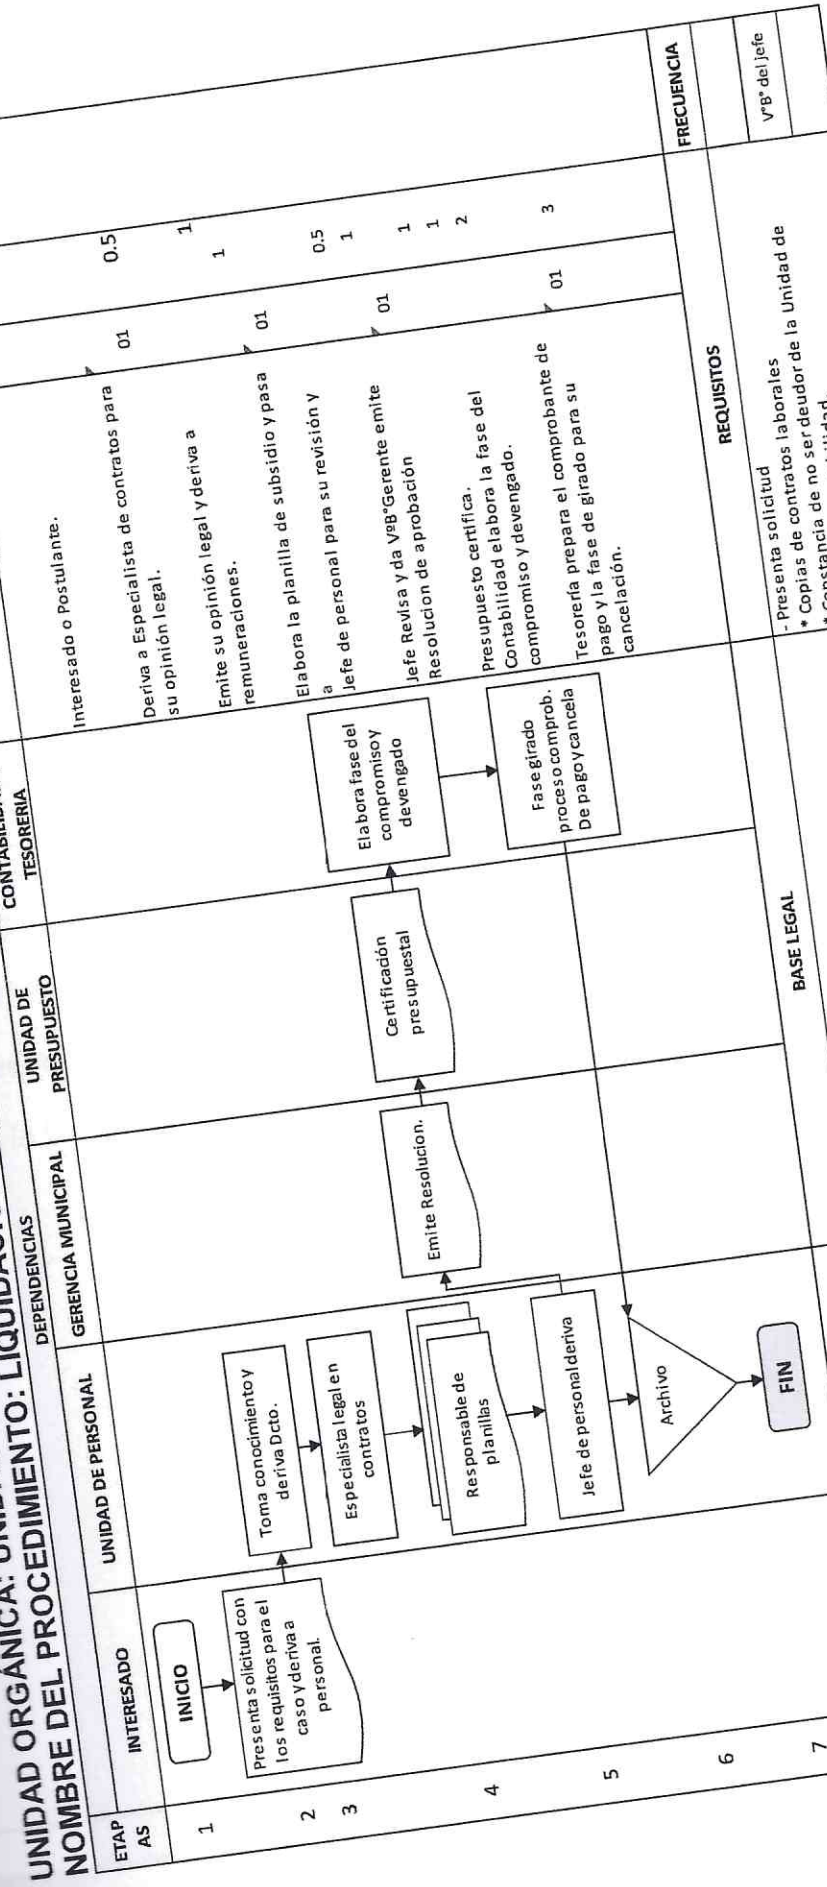 UNIDAD ORGÁNICA:
NOMBRE DEL PROCEDIMIENTO:
DEPENDENCIAS
ETAP
AS
INTERESADO
UNIDAD DE PERSONAL
GERENCIA MUNICIPAL
UNIDAD DE
PRESUPUESTO
TESORERIA
1
2
3
4
5
6
7
INICIO
Presenta solicitud con
los requisitos para el
caso y deriva a
personal.
Toma conocimiento y
deriva Dcto.
Especialista legal en
contratos
Responsable de
planillas
Jefe de personal deriva
Archivo
FIN
Emite Resolucion.
Certificación
presupuestal
Elabora fase del
compromiso y
devengado
Fase girado
proceso comprob.
De pago y cancela
Interesado o Postulante.
Deriva a Especialista de contratos para
su opinión legal.
Emite su opinión legal y deriva a
remuneraciones.
Elabora la planilla de subsidio y pasa
a
Jefe de personal para su revisión y
Jefe Revisa y da VºB°Gerente emite
Resolucion de aprobación
Presupuesto certifica.
Contabilidad elabora la fase del
compromiso y devengado.
Tesorería prepara el comprobante de
pago y la fase de girado para su
cancelación.
01
01
01
01
0.5
1
1
0.5
1
1
1
2
3
BASE LEGAL
REQUISITOS
FRECUENCIA
- Presenta solicitud
* Copias de contratos laborales
* Constancia de no ser deudor de la Unidad de
V°B° del jefe